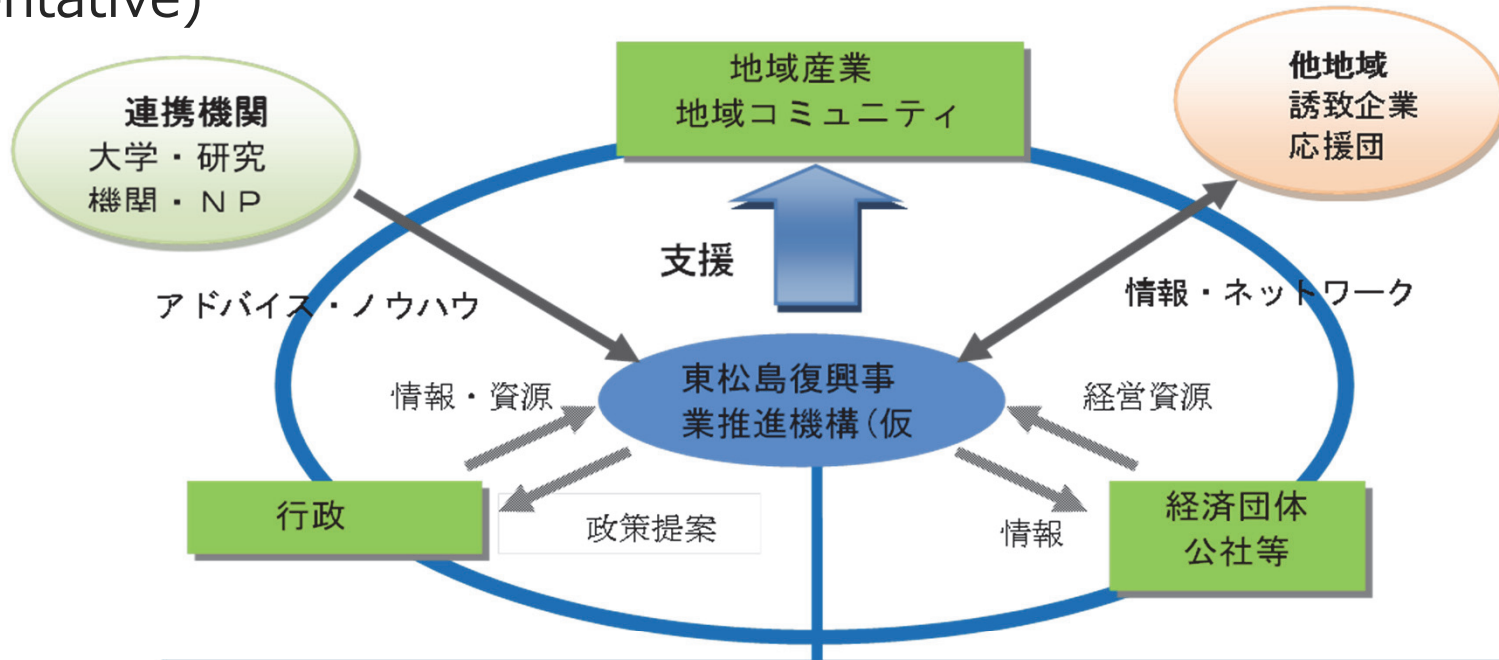 ntative)
連携機関
大学・研究
機関・ＮＰ
地域産業
地域コミュニティ
他地域
誘致企業
応援団
支援
アドバイス・ノウハウ
情報・ネットワーク
東松島復興事
業推進機構(仮
情報・資源
経営資源
行政
政策提案
情報
経済団体
公社等